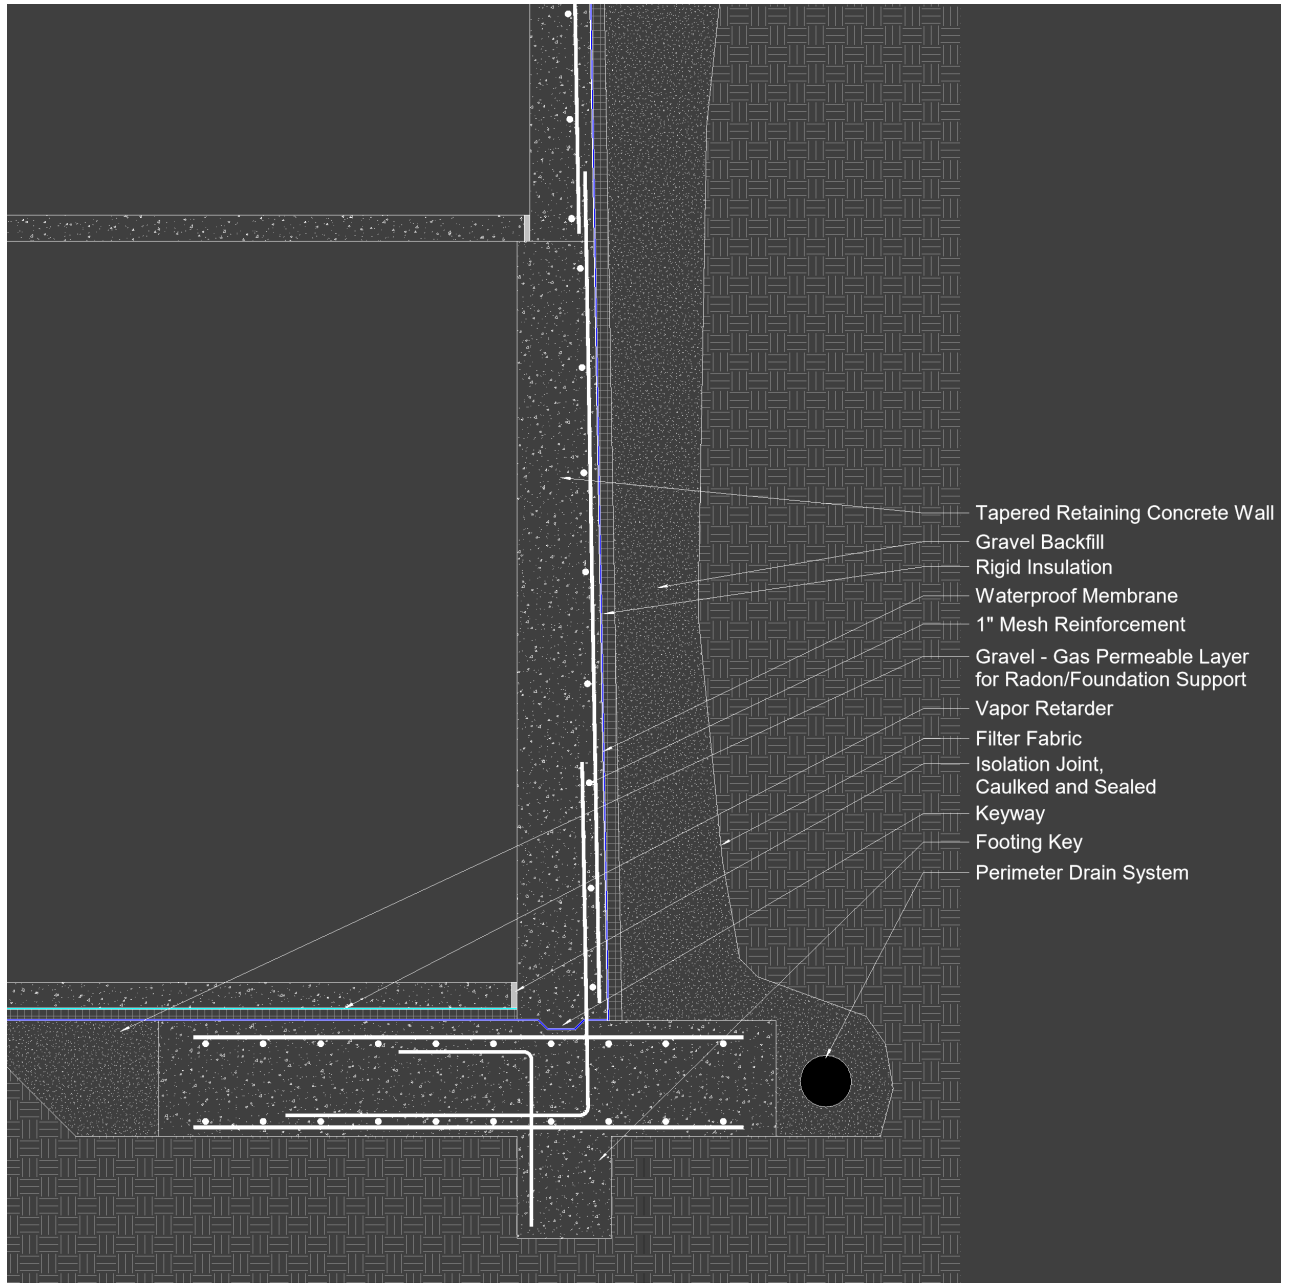 Tapered Retaining Concrete Wall
Gravel Backfill
Rigid Insulation
Waterproof Membrane
1" Mesh Reinforcement
Gravel - Gas Permeable Layer
for Radon/Foundation Support
Vapor Retarder
Filter Fabric
Isolation Joint,
Caulked and Sealed
Keyway
Footing Key
Perimeter Drain System